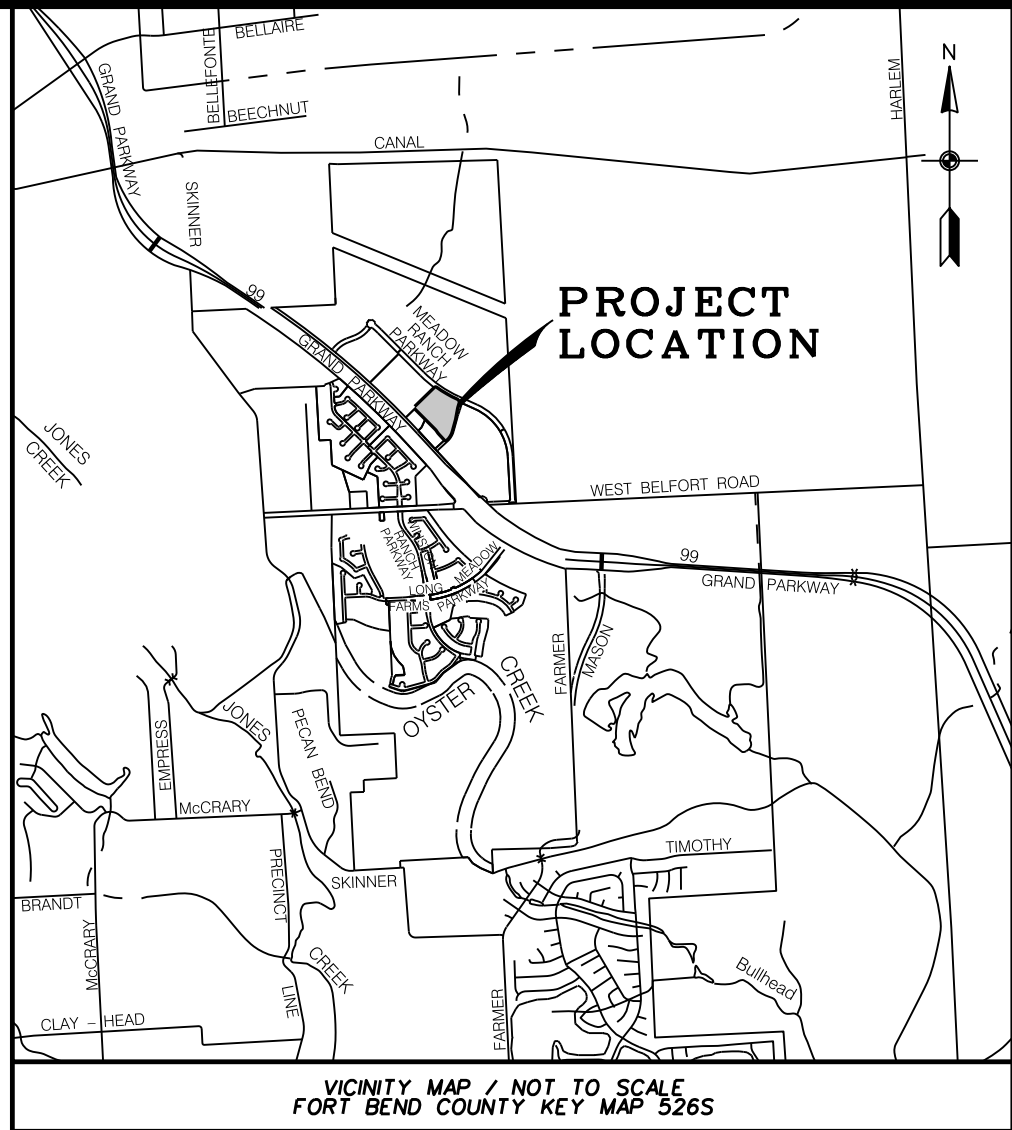 BELLAIRE
BELLEFONTE
BEECHNUT
GRAND PARKWAY
HARLEM
N
CANAL
SKINNER
99
PROJECT
LOCATION
MEADOW
RANCH
PARKWAY
GRAND PARKWAY
JONES
CREEK
WEST BELFORT ROAD
99
GRAND PARKWAY
RANCH
PARKWAY
LONG MEADOW
FARMS PARKWAY
FARMER
MASON
OYSTER CREEK
JONES
PECAN BEND
EMPRESS
McCRARY
PRECINCT
SKINNER
TIMOTHY
BRANDT
McCRARY
CREEK
LINE
FARMER
Bullhead
CLAY - HEAD
VICINITY MAP / NOT TO SCALE
FORT BEND COUNTY KEY MAP 526S